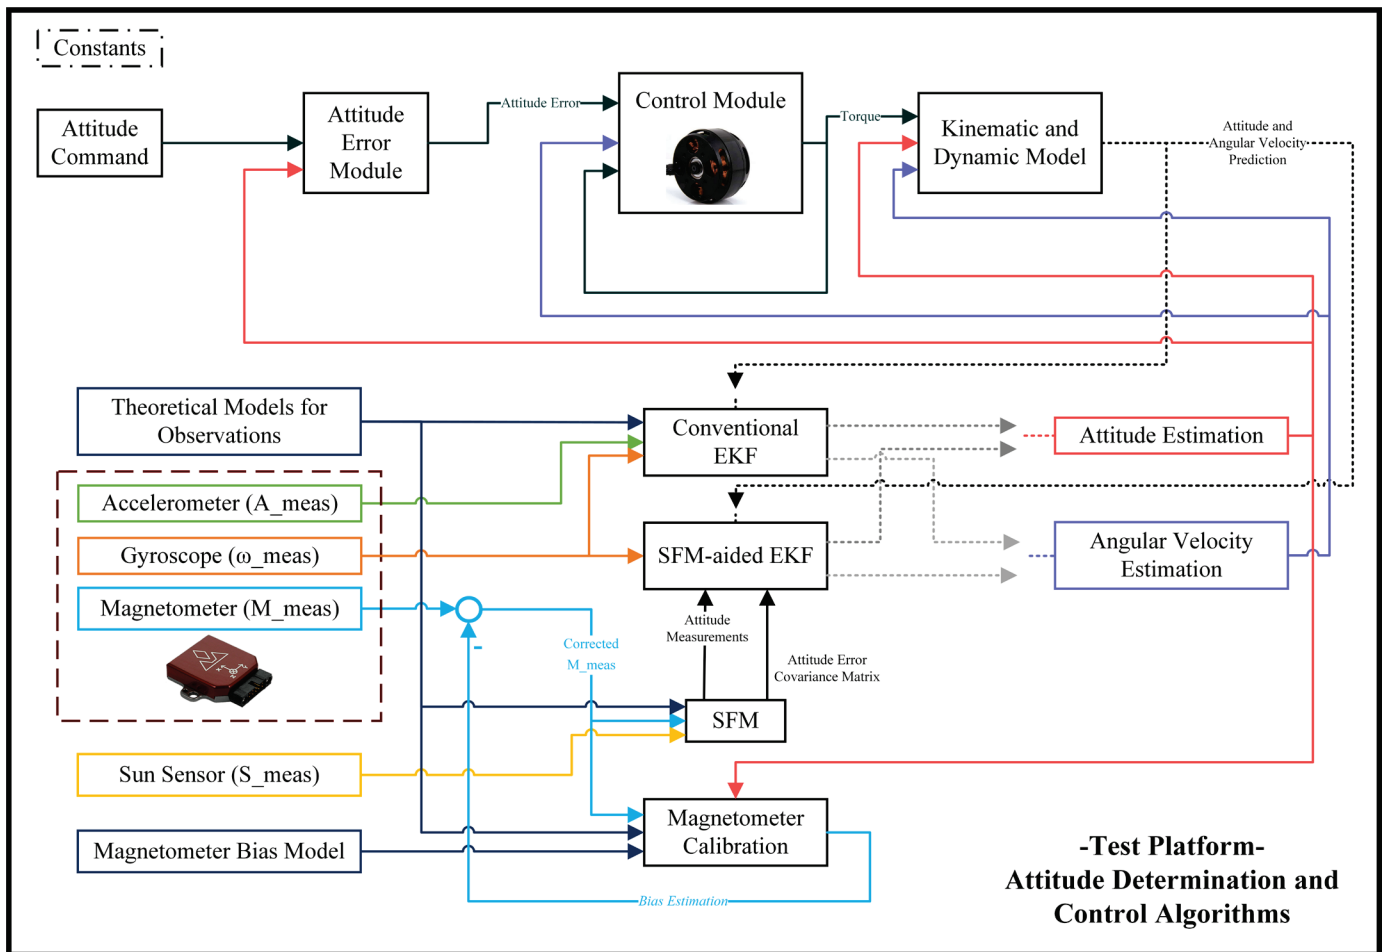 Constants
Attitude
Command
Attitude
Error
Module
Attitude Error
Control Module
Torque
Kinematic and
Dynamic Model
Attitude and
Angular Velocity
Prediction
Theoretical Models for
Observations
Conventional
EKF
Attitude Estimation
Accelerometer (A_meas)
Gyroscope (ω_meas)
SFM-aided EKF
Angular Velocity
Estimation
Magnetometer (M_meas)
-
Attitude
Measurements
Corrected
M_meas
Attitude Error
Covariance Matrix
SFM
Sun Sensor (S_meas)
Magnetometer
Calibration
Magnetometer Bias Model
Bias Estimation
-Test Platform-
Attitude Determination and
Control Algorithms